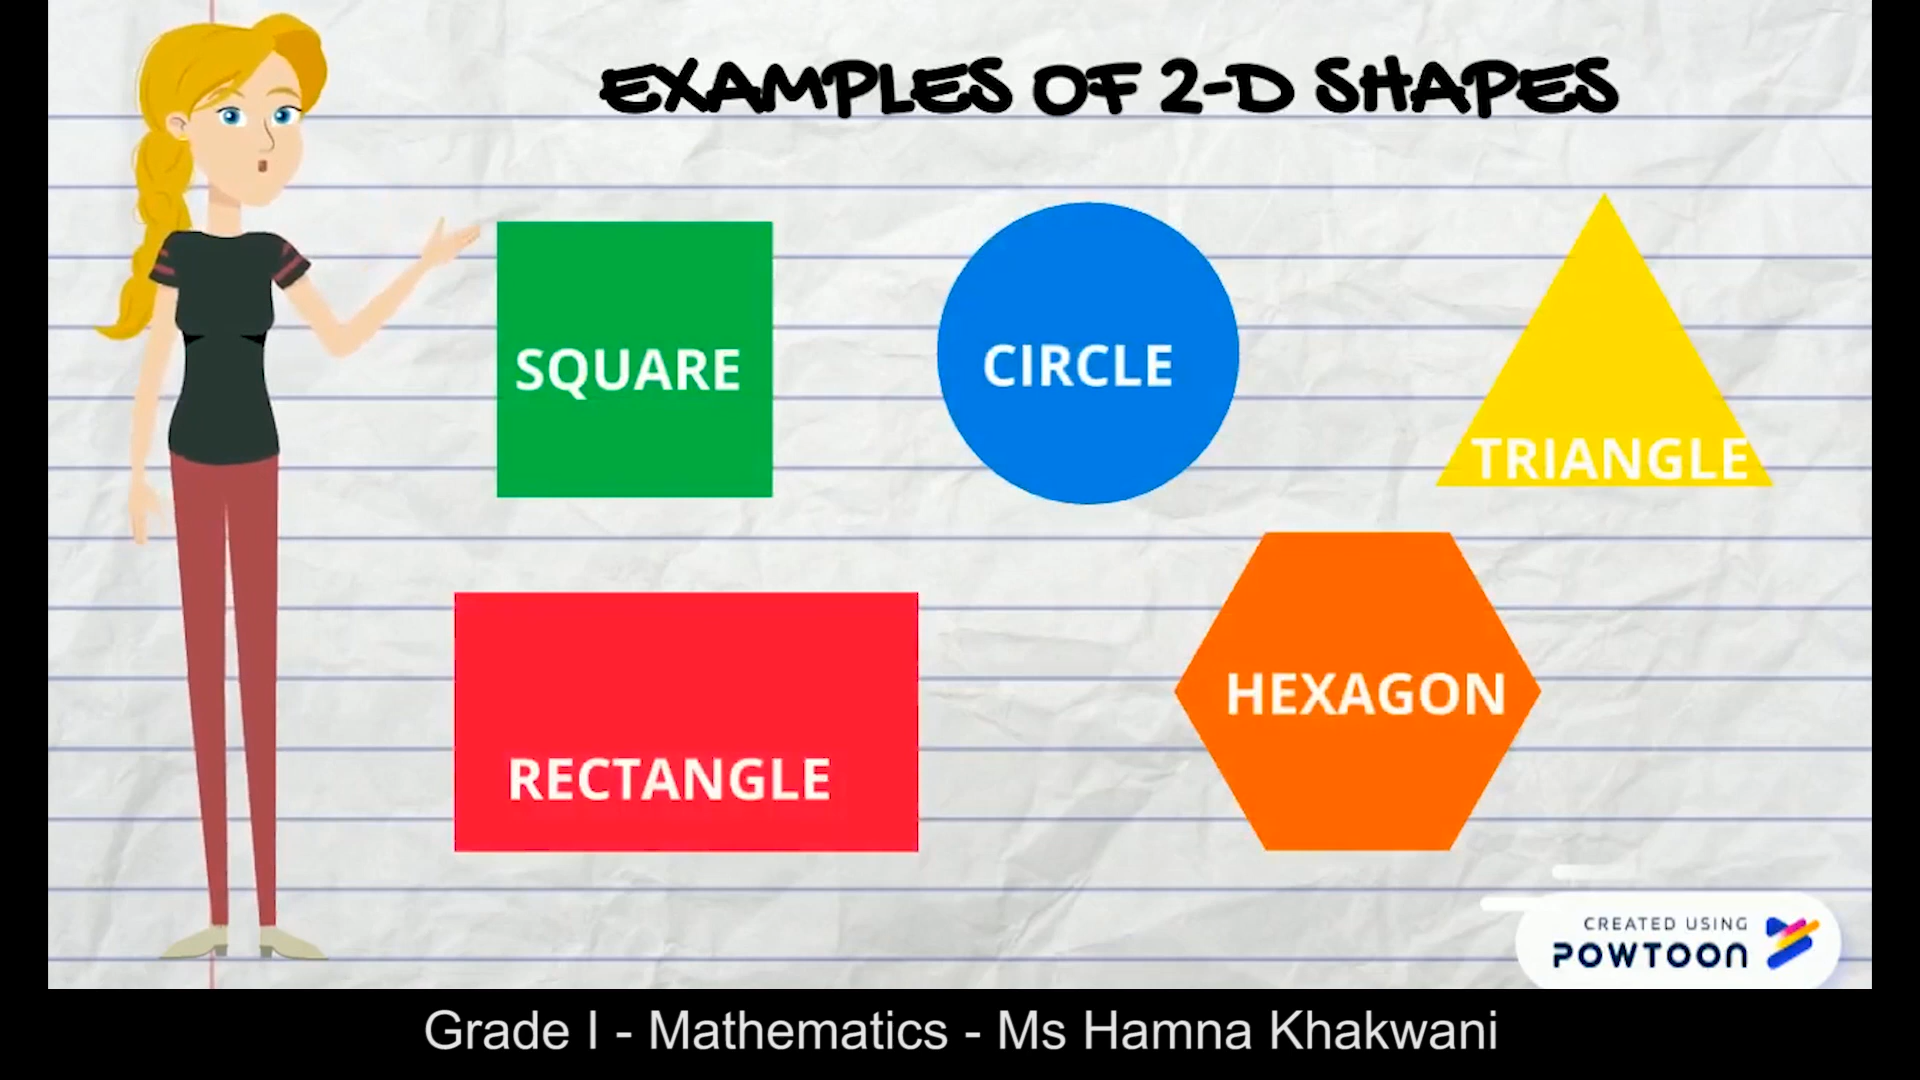 EXAMPLES OF 2-D SHAPES
SQUARE
CIRCLE
TRIANGLE
RECTANGLE
HEXAGON
CREATED USING
POWTOON
Grade I - Mathematics - Ms Hamna Khakwani